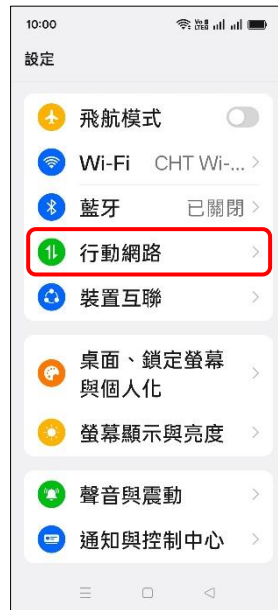 10:00
設定
飛航模式
Wi-Fi CHT Wi-...
藍牙 已關閉
行動網路
裝置互聯
桌面、鎖定螢幕
與個人化
螢幕顯示與亮度
聲音與震動
通知與控制中心